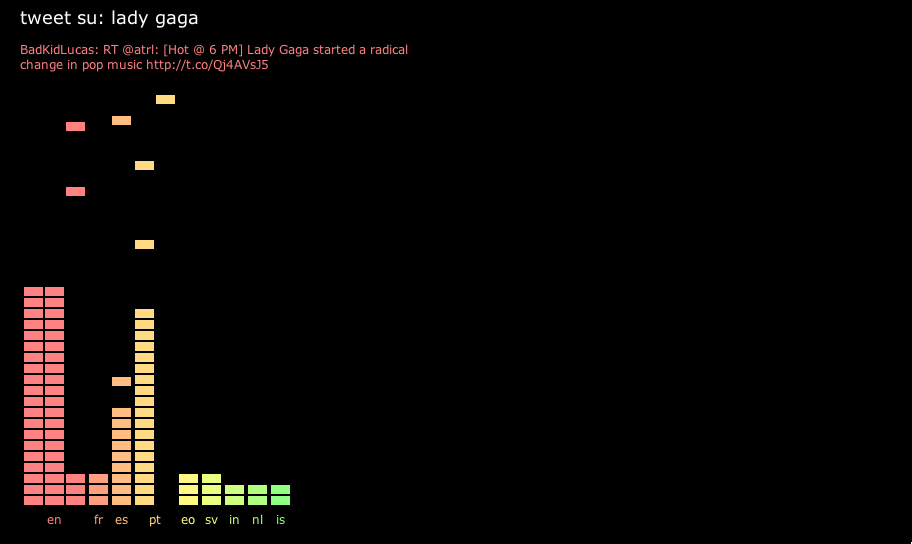 tweet su: lady gaga
BadKidLucas: RT @atrl: [Hot @ 6 PM] Lady Gaga started a radical
change in pop music http://t.co/Qj4AVsJ5
en fr es pt eo sv in nl is